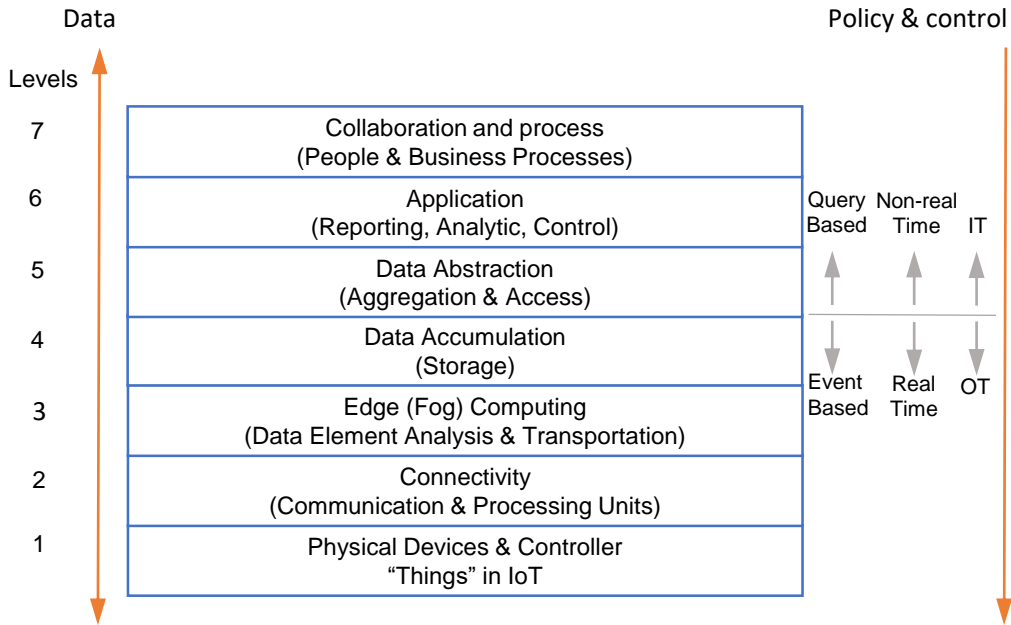 Data
Policy & control
Levels
7
Collaboration and process
(People & Business Processes)
6
Application
(Reporting, Analytic, Control)
Query
Based
Non-real
Time
IT
5
Data Abstraction
(Aggregation & Access)
4
Data Accumulation
(Storage)
Event
Based
Real
Time
OT
3
Edge (Fog) Computing
(Data Element Analysis & Transportation)
2
Connectivity
(Communication & Processing Units)
1
Physical Devices & Controller
“Things” in IoT